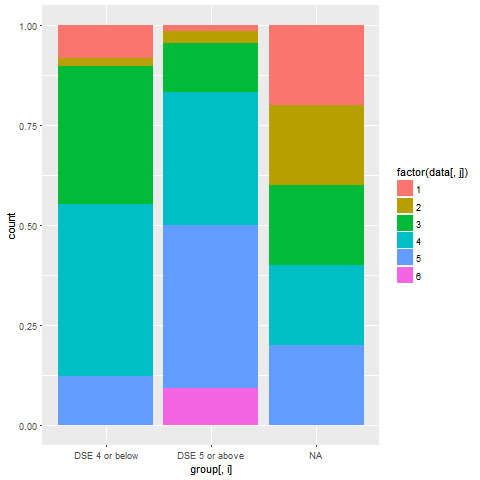 1.00
0.75
0.50
0.25
0.00
count
DSE 4 or below
DSE 5 or above
NA
group[, i]
factor(data[, j])
1
2
3
4
5
6